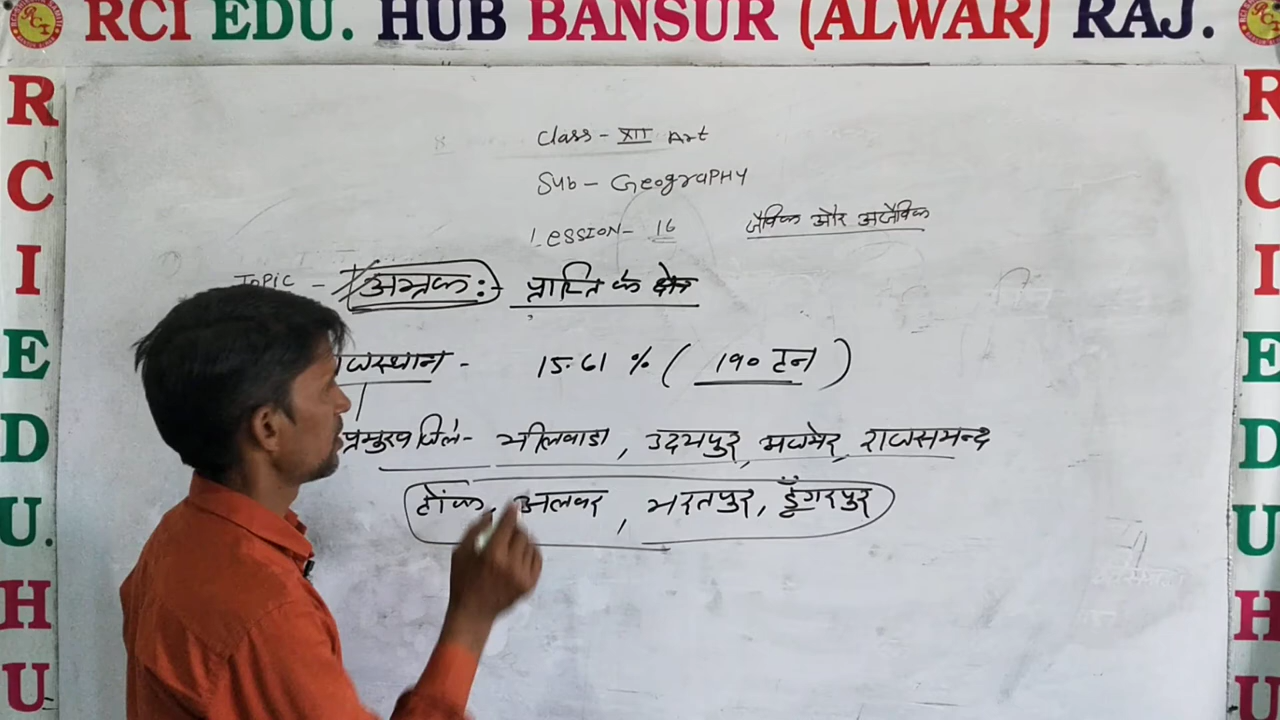 RCI EDU. HUB BANSUR (ALWAR) RAJ.
R C I E D U. H U
R C I E D U. H U
Class - XII Art
Sub - Geography
Lession - 16 जैविक और अजैविक
Topic - अभ्रक :- प्राप्ति के क्षेत्र
राजस्थान - 15.61 % ( 190 टन )
प्रमुख जिले - भीलवाडा, उदयपुर, अजमेर, राजसमन्द
टोंक, अलवर, भरतपुर, डूँगरपुर